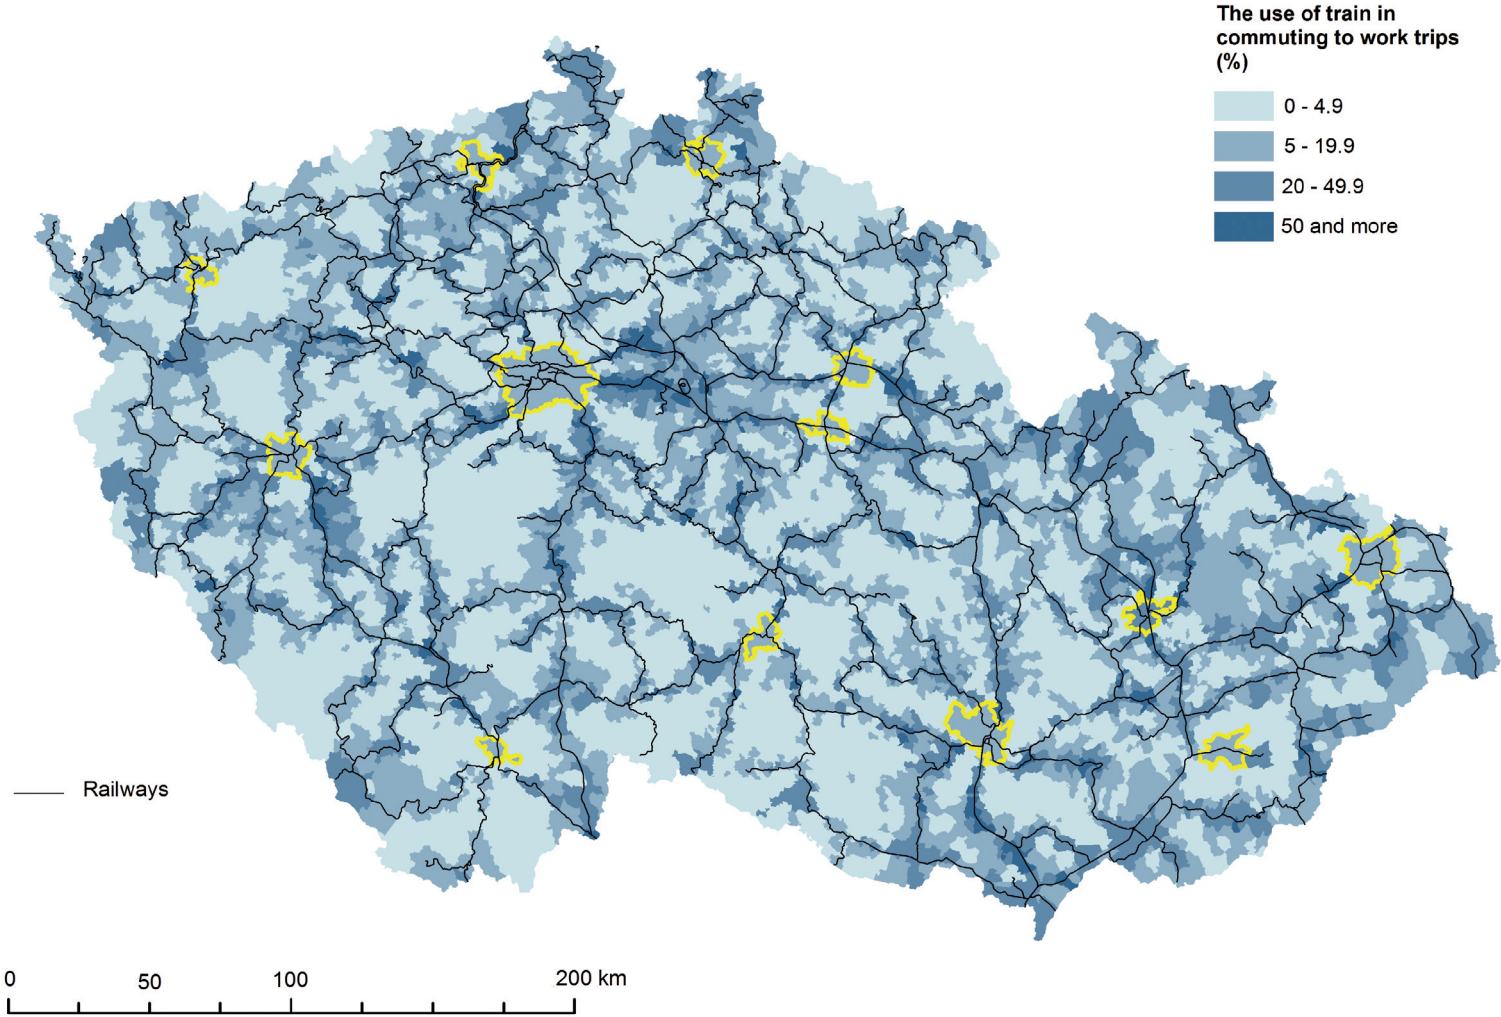 The use of train in
commuting to work trips
(%)
0 - 4.9
5 - 19.9
20 - 49.9
50 and more
Railways
0 50 100 200 km